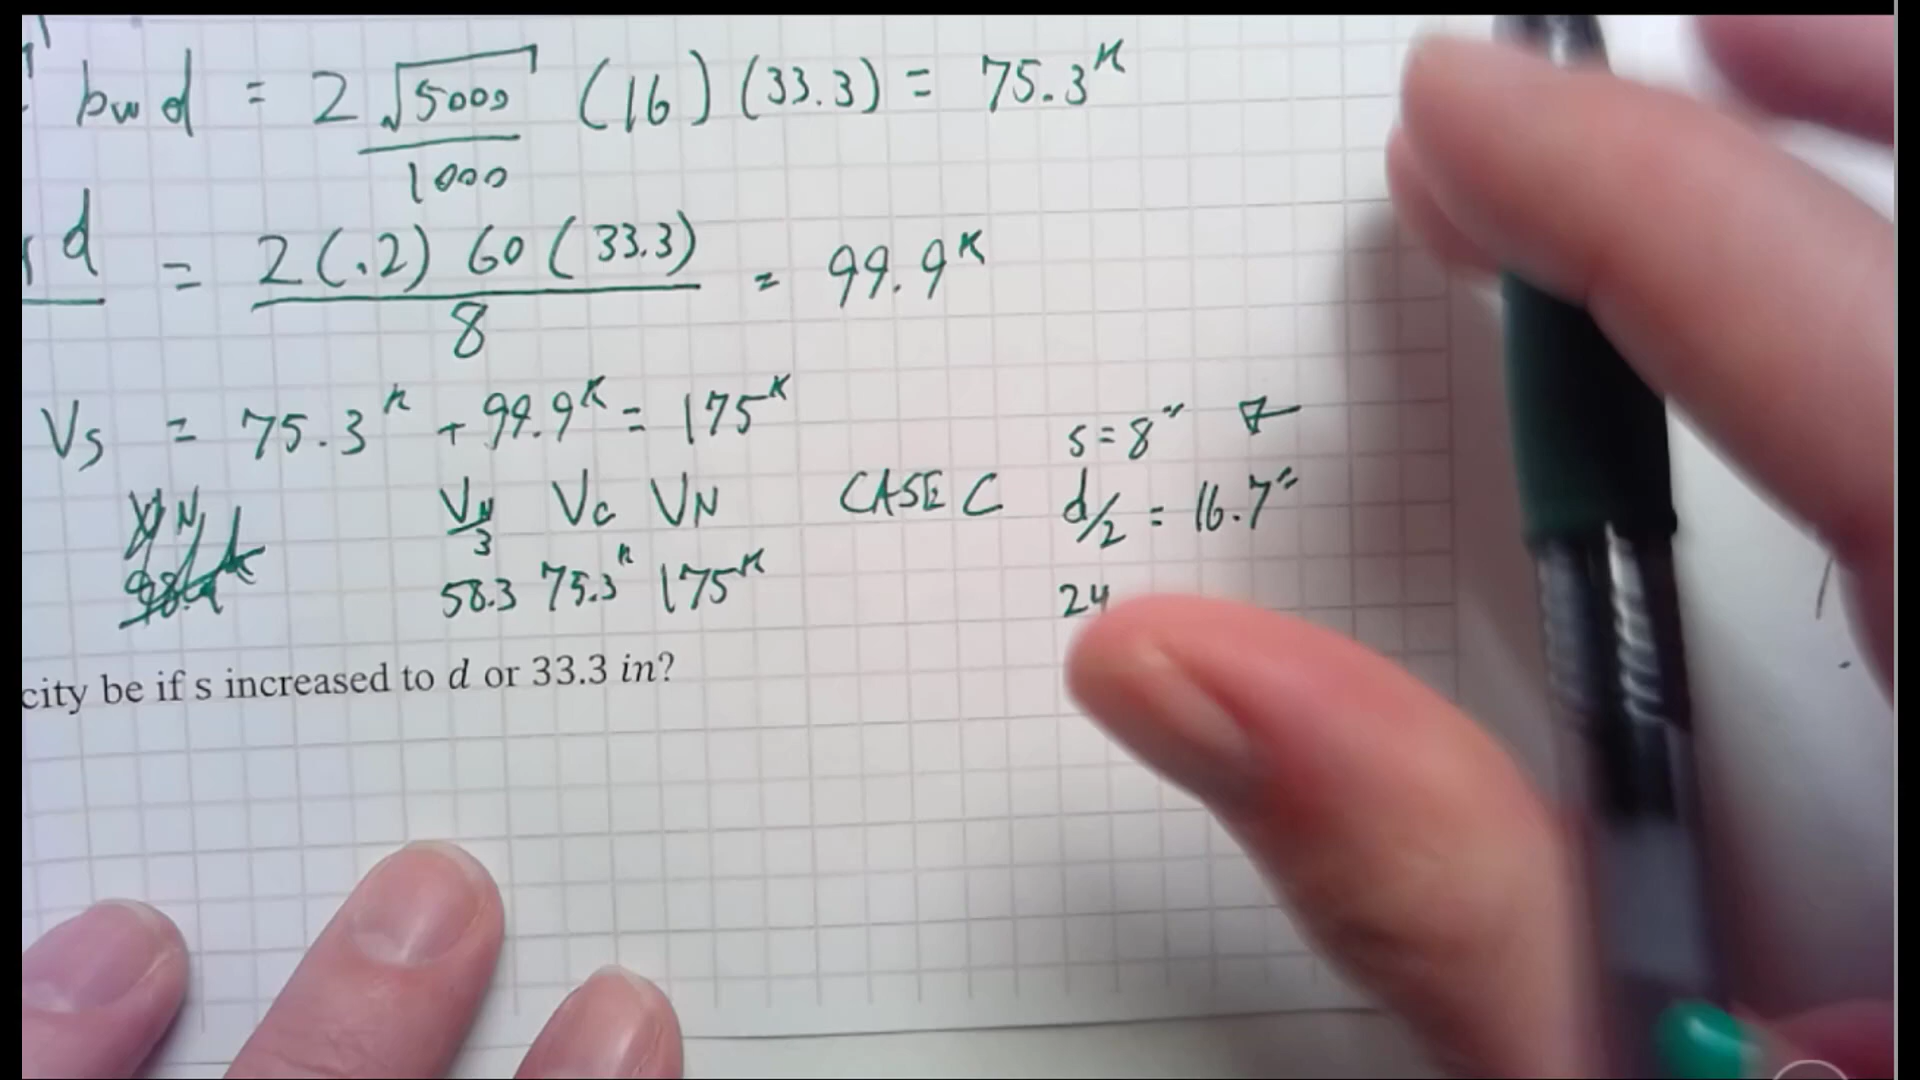 bw d = 2 √5000 / 1000 (16) (33.3) = 75.3ᴷ
d = 2(.2) 60 (33.3) / 8 = 99.9ᴷ
Vs = 75.3ᴷ + 99.9ᴷ = 175ᴷ
s = 8"
VN/3 Vc VN CASE C d/2 = 16.7"
58.3 75.3ᴷ 175ᴷ 24
city be if s increased to d or 33.3 in?